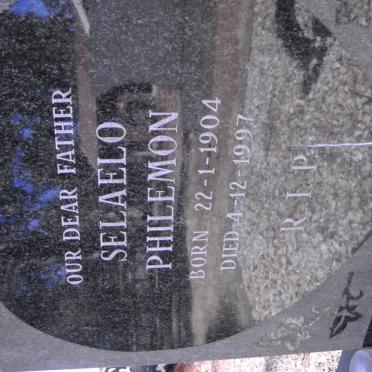 OUR DEAR FATHER
SELAELO
PHILEMON
BORN 22-1-1904
DIED 4-12-1997
R I P